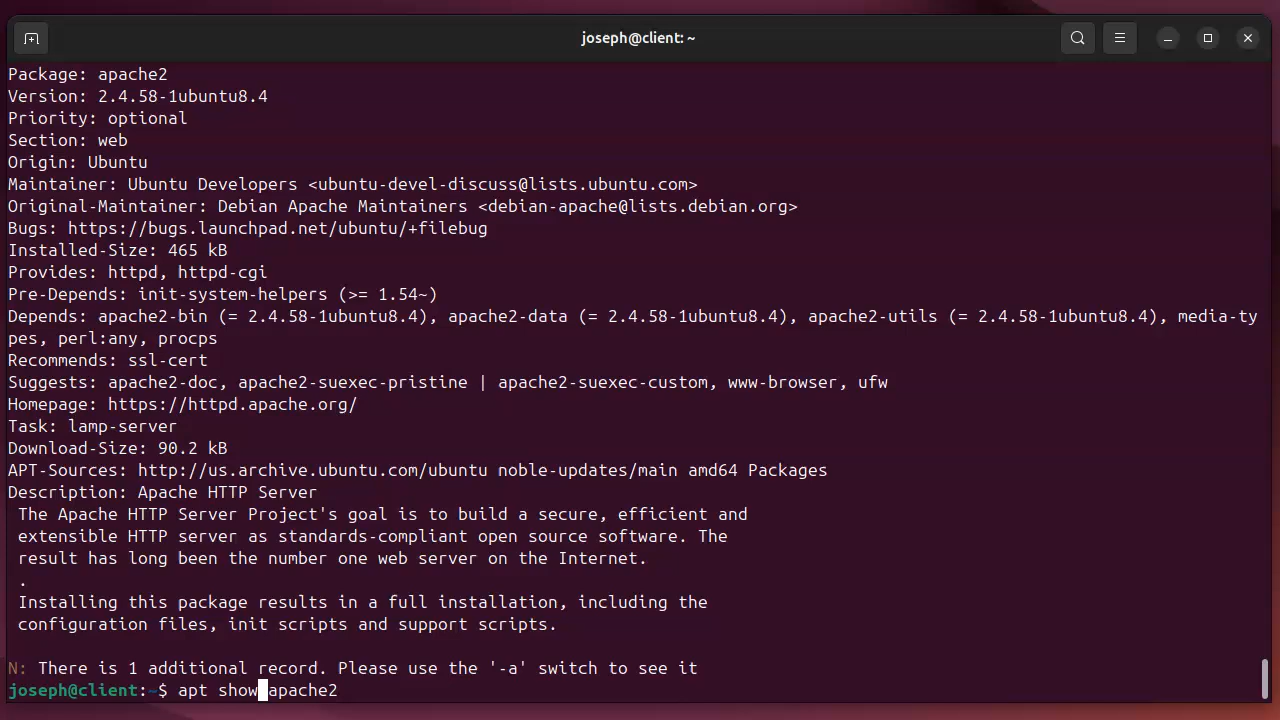 joseph@client: ~
Package: apache2
Version: 2.4.58-1ubuntu8.4
Priority: optional
Section: web
Origin: Ubuntu
Maintainer: Ubuntu Developers <ubuntu-devel-discuss@lists.ubuntu.com>
Original-Maintainer: Debian Apache Maintainers <debian-apache@lists.debian.org>
Bugs: https://bugs.launchpad.net/ubuntu/+filebug
Installed-Size: 465 kB
Provides: httpd, httpd-cgi
Pre-Depends: init-system-helpers (>= 1.54~)
Depends: apache2-bin (= 2.4.58-1ubuntu8.4), apache2-data (= 2.4.58-1ubuntu8.4), apache2-utils (= 2.4.58-1ubuntu8.4), media-ty
pes, perl:any, procps
Recommends: ssl-cert
Suggests: apache2-doc, apache2-suexec-pristine | apache2-suexec-custom, www-browser, ufw
Homepage: https://httpd.apache.org/
Task: lamp-server
Download-Size: 90.2 kB
APT-Sources: http://us.archive.ubuntu.com/ubuntu noble-updates/main amd64 Packages
Description: Apache HTTP Server
 The Apache HTTP Server Project's goal is to build a secure, efficient and
 extensible HTTP server as standards-compliant open source software. The
 result has long been the number one web server on the Internet.
 .
 Installing this package results in a full installation, including the
 configuration files, init scripts and support scripts.
N: There is 1 additional record. Please use the '-a' switch to see it
joseph@client:~$ apt show apache2